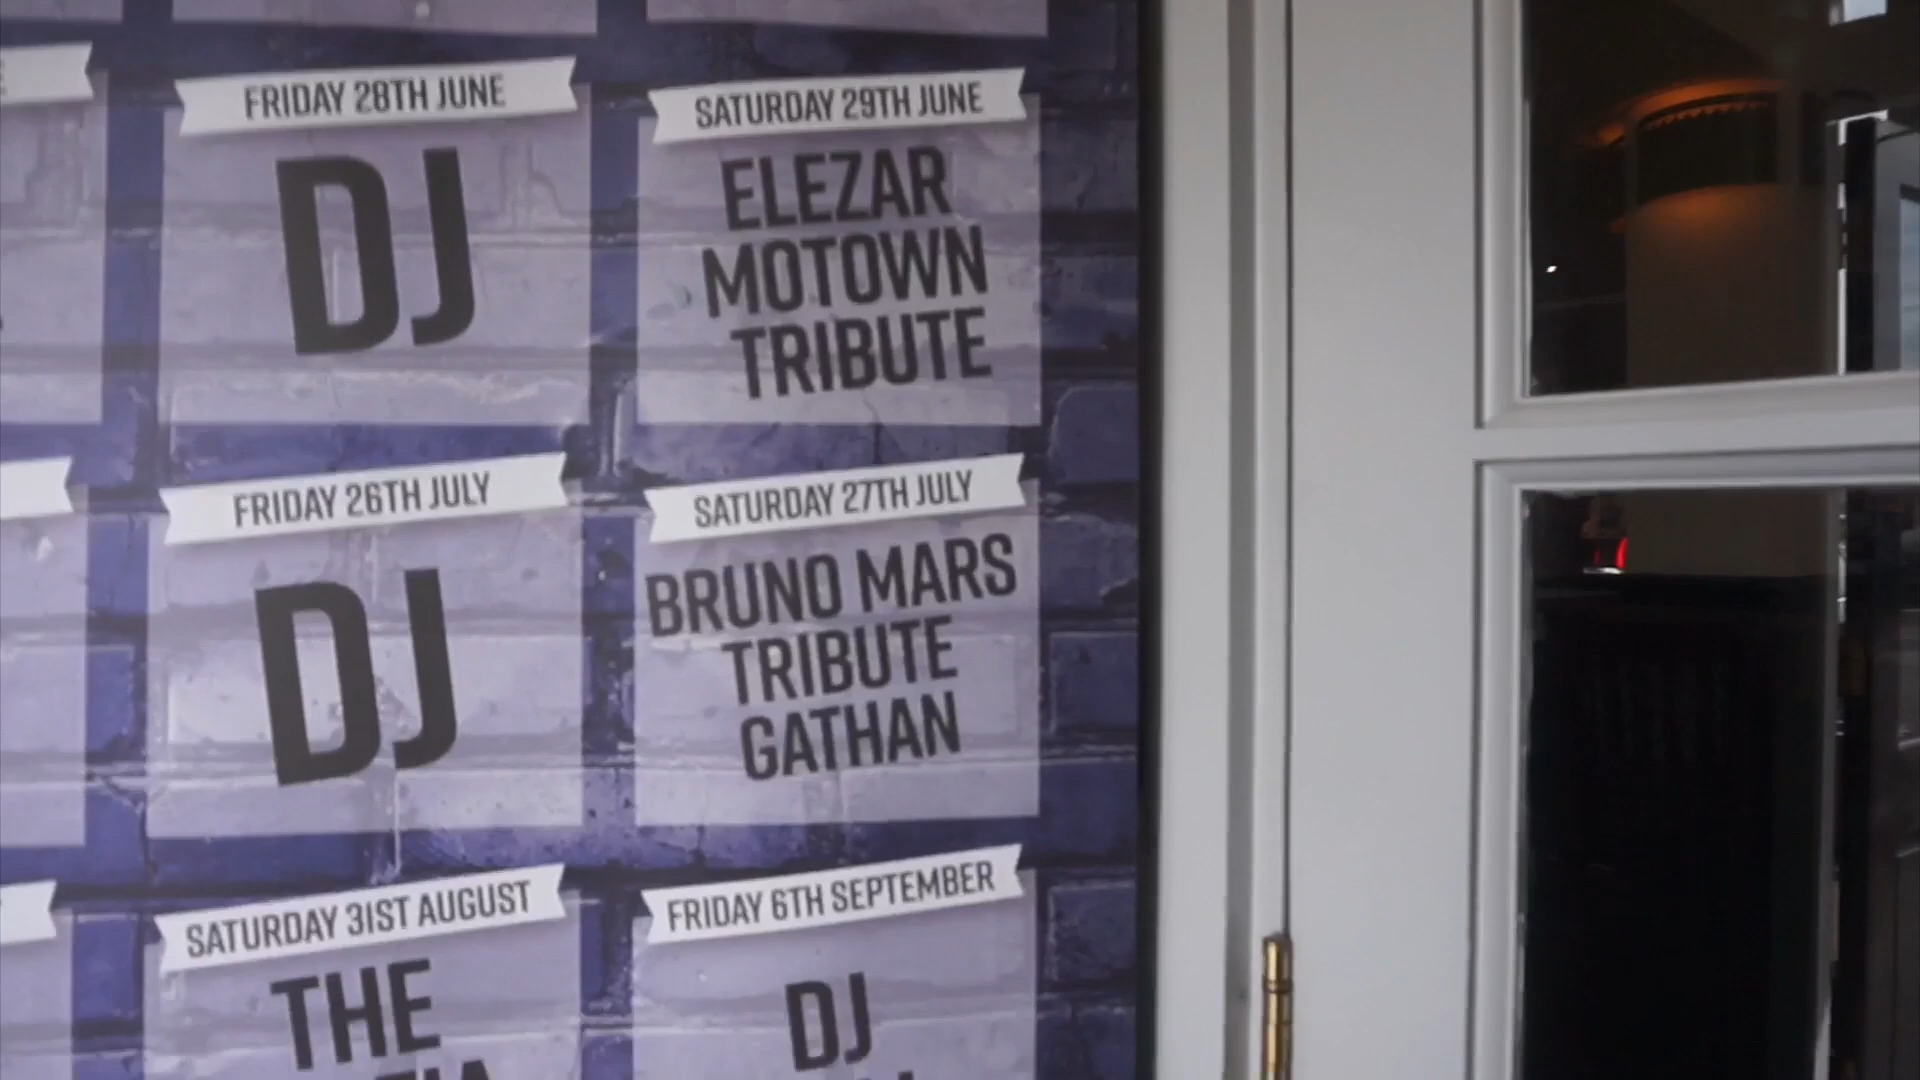 FRIDAY 28TH JUNE
DJ
SATURDAY 29TH JUNE
ELEZAR
MOTOWN
TRIBUTE
FRIDAY 26TH JULY
DJ
SATURDAY 27TH JULY
BRUNO MARS
TRIBUTE
GATHAN
SATURDAY 31ST AUGUST
THE
FRIDAY 6TH SEPTEMBER
DJ